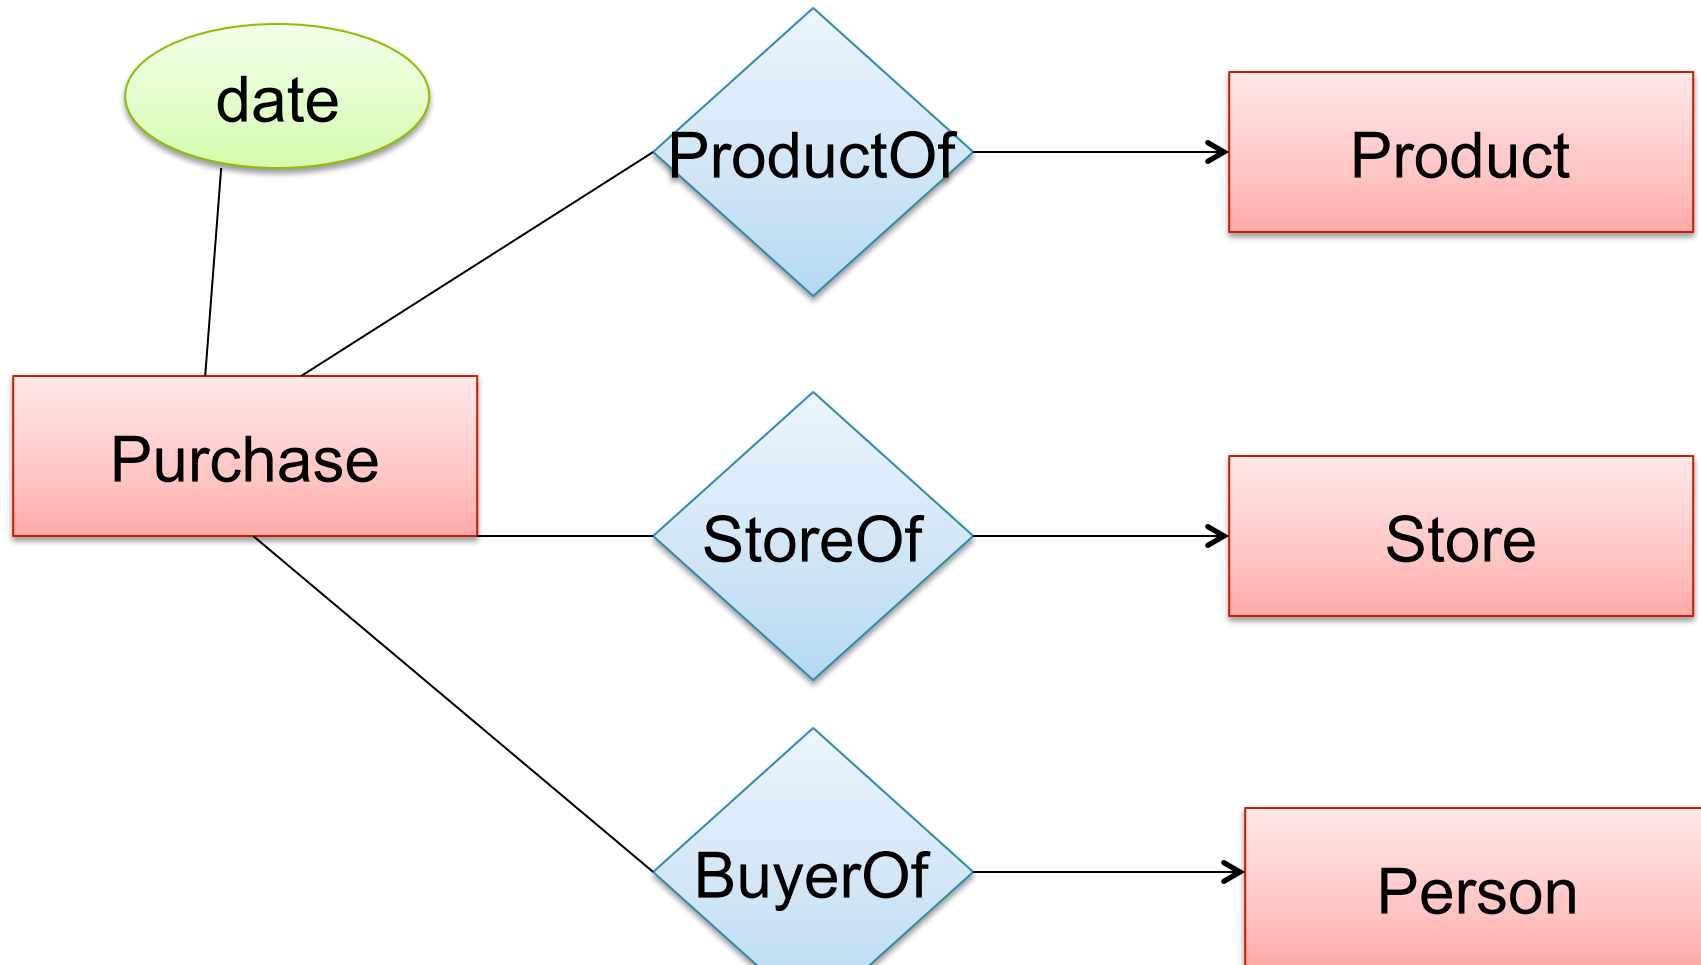 date
ProductOf
Product
Purchase
StoreOf
Store
BuyerOf
Person